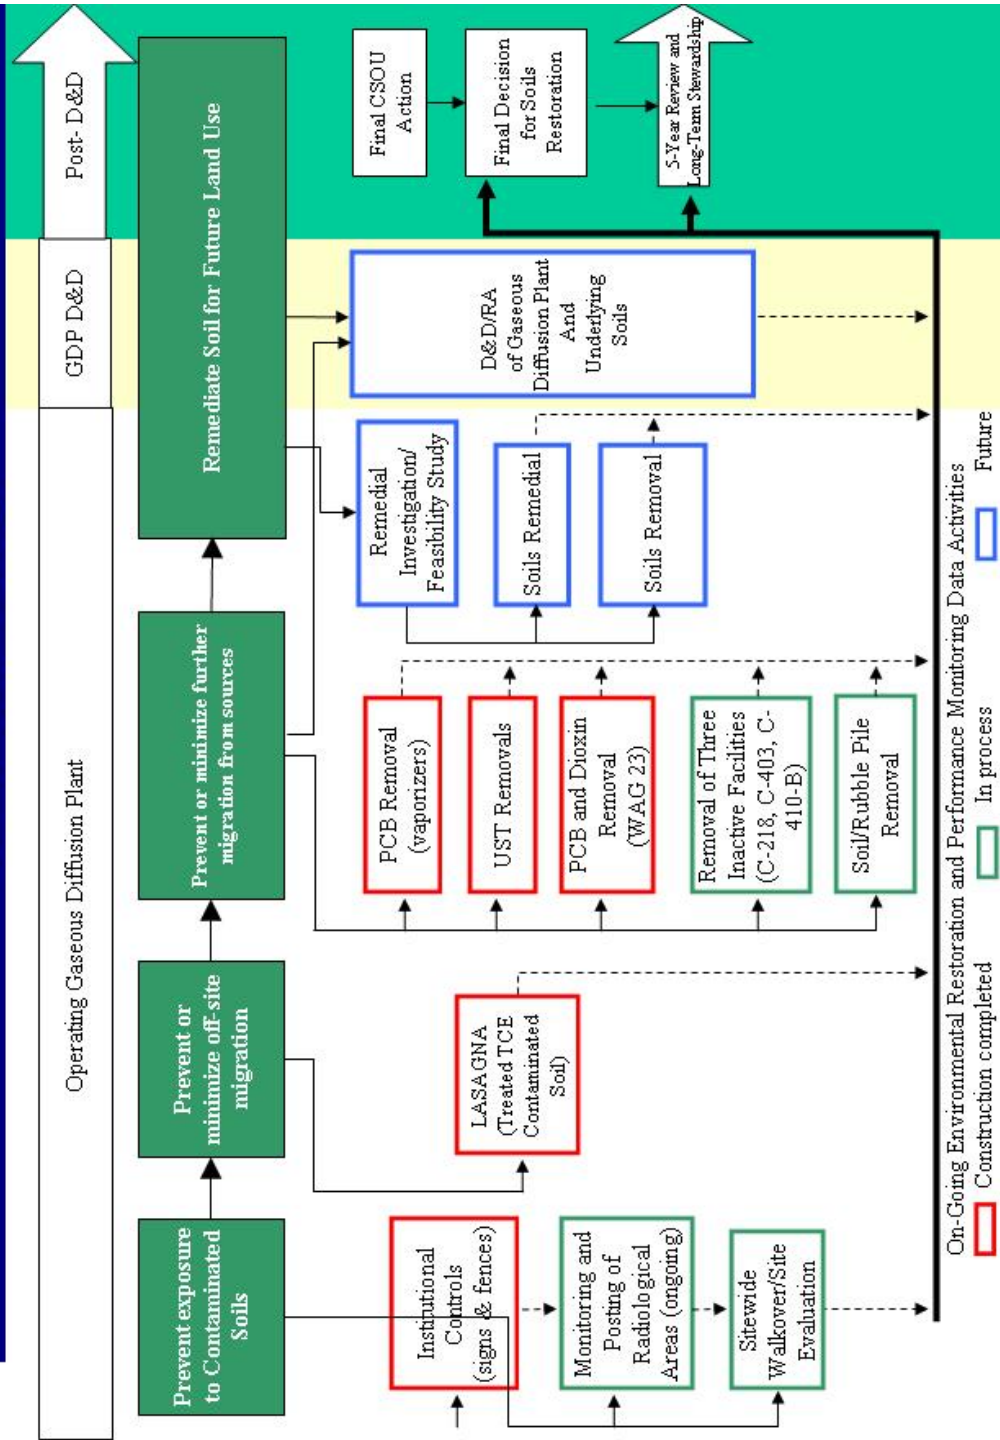 Operating Gaseous Diffusion Plant
GDP D&D
Post- D&D
Prevent exposure
to Contaminated
Soils
Prevent or
minimize off-site
migration
Prevent or minimize further
migration from sources
Remediate Soil for Future Land Use
Institutional
Controls
(signs & fences)
Monitoring and
Posting of
Radiological
Areas (ongoing)
Sitewide
Walkover/Site
Evaluation
LASAGNA
(Treated TCE
Contaminated
Soil)
PCB Removal
(vaporizers)
UST Removals
PCB and Dioxin
Removal
(WAG 23)
Removal of Three
Inactive Facilities
(C-218, C-403, C-
410-B)
Soil/Rubble Pile
Removal
Remedial
Investigation/
Feasibility Study
Soils Remedial
Soils Removal
D&D/RA
of Gaseous
Diffusion Plant
And
Underlying
Soils
Final CSOU
Action
Final Decision
for Soils
Restoration
5-Year Review and
Long-Term Stewardship
On-Going Environmental Restoration and Performance Monitoring Data Activities
Construction completed
In process
Future